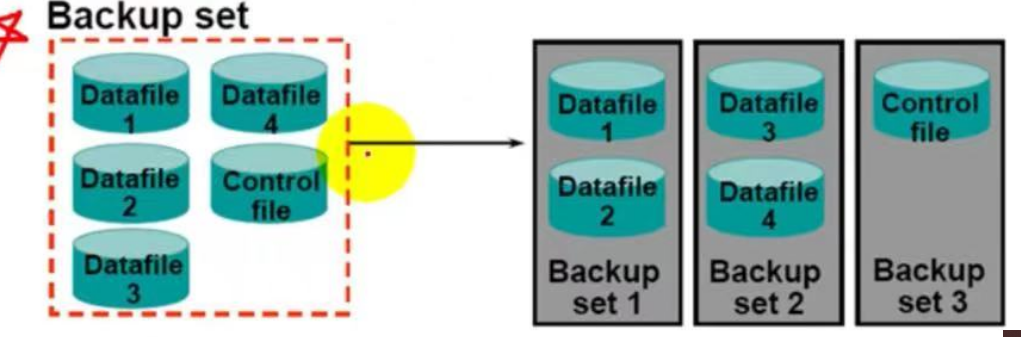 Backup set
Datafile
1
Datafile
4
Datafile
2
Control
file
Datafile
3
Datafile
1
Datafile
2
Backup
set 1
Datafile
3
Datafile
4
Backup
set 2
Control
file
Backup
set 3